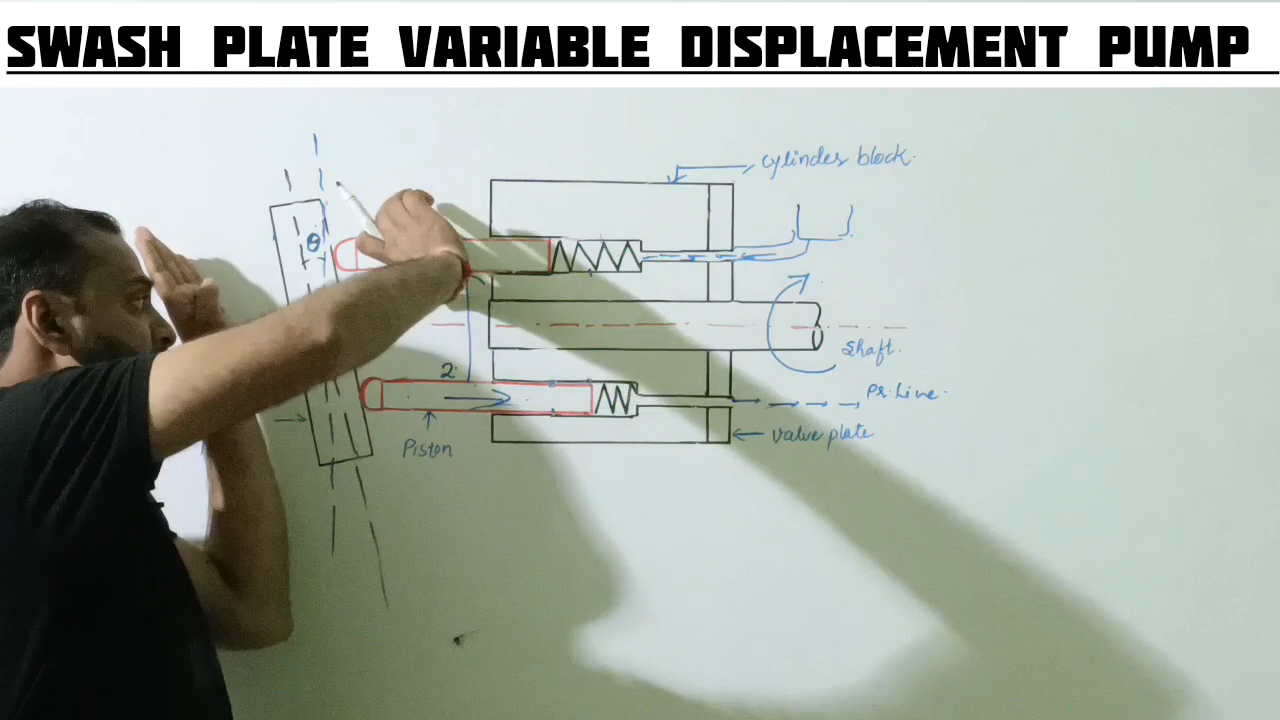 SWASH PLATE VARIABLE DISPLACEMENT PUMP
cylinder block.
θ
shaft.
2
Pr. Line.
Piston
valve plate